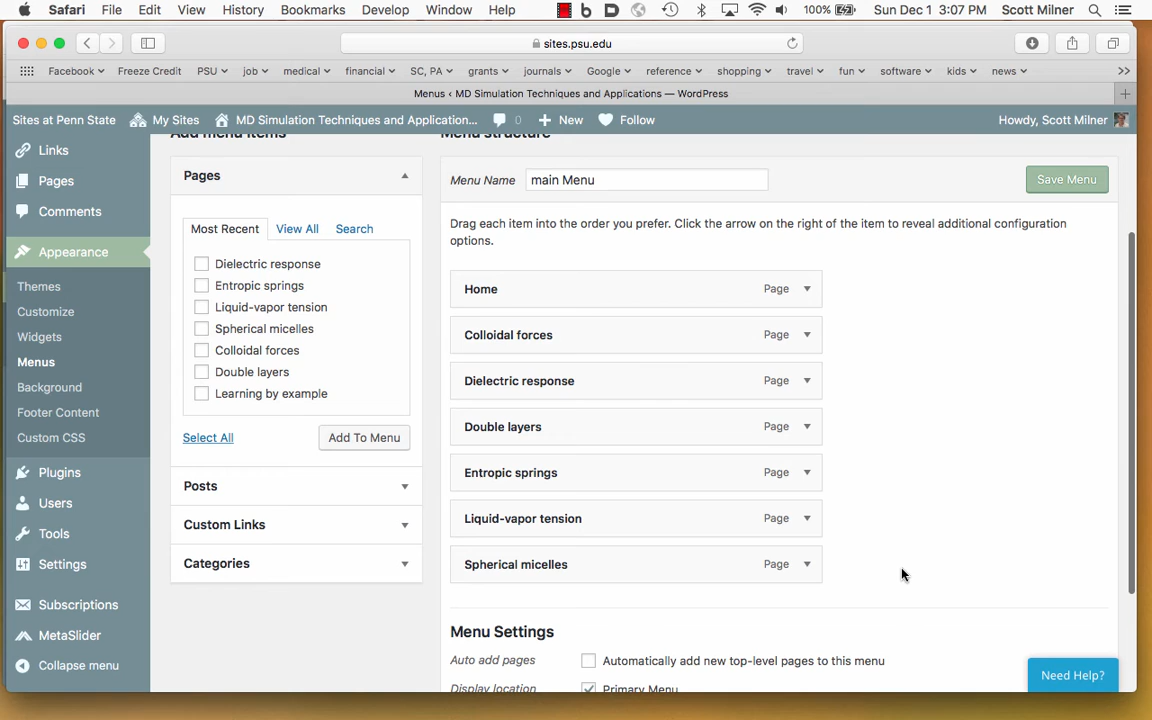 Safari File Edit View History Bookmarks Develop Window Help 100% Sun Dec 1 3:07 PM Scott Milner
sites.psu.edu
Facebook Freeze Credit PSU job medical financial SC, PA grants journals Google reference shopping travel fun software kids news
Menus < MD Simulation Techniques and Applications — WordPress
Sites at Penn State My Sites MD Simulation Techniques and Application... 0 New Follow Howdy, Scott Milner
Add menu items
Menu structure
Links
Pages
Comments
Appearance
Themes
Customize
Widgets
Menus
Background
Footer Content
Custom CSS
Plugins
Users
Tools
Settings
Subscriptions
MetaSlider
Collapse menu
Pages
Most Recent View All Search
Dielectric response
Entropic springs
Liquid-vapor tension
Spherical micelles
Colloidal forces
Double layers
Learning by example
Select All Add To Menu
Posts
Custom Links
Categories
Menu Name main Menu Save Menu
Drag each item into the order you prefer. Click the arrow on the right of the item to reveal additional configuration
options.
Home Page
Colloidal forces Page
Dielectric response Page
Double layers Page
Entropic springs Page
Liquid-vapor tension Page
Spherical micelles Page
Menu Settings
Auto add pages Automatically add new top-level pages to this menu
Display location Primary Menu
Need Help?